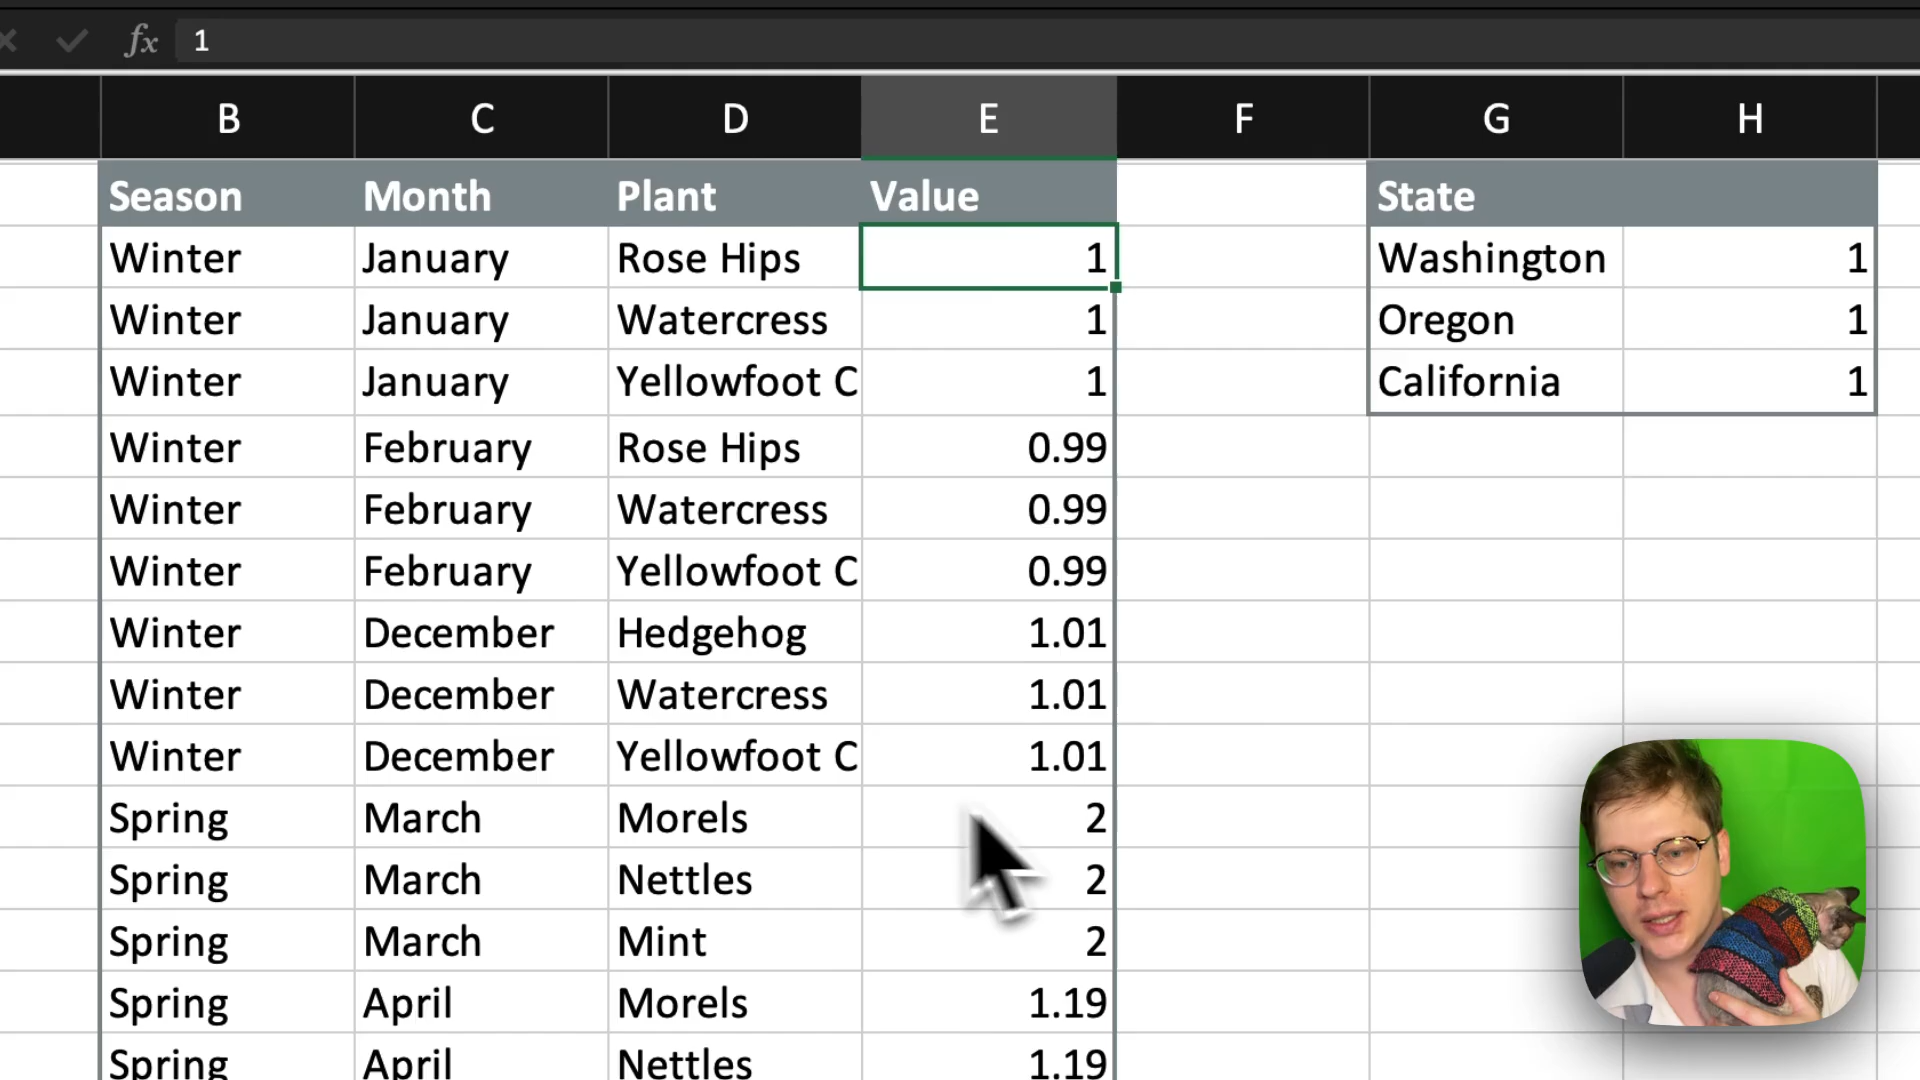 fx 1
B C D E F G H
Season Month Plant Value State
Winter January Rose Hips 1 Washington 1
Winter January Watercress 1 Oregon 1
Winter January Yellowfoot C 1 California 1
Winter February Rose Hips 0.99
Winter February Watercress 0.99
Winter February Yellowfoot C 0.99
Winter December Hedgehog 1.01
Winter December Watercress 1.01
Winter December Yellowfoot C 1.01
Spring March Morels 2
Spring March Nettles 2
Spring March Mint 2
Spring April Morels 1.19
Spring April Nettles 1.19